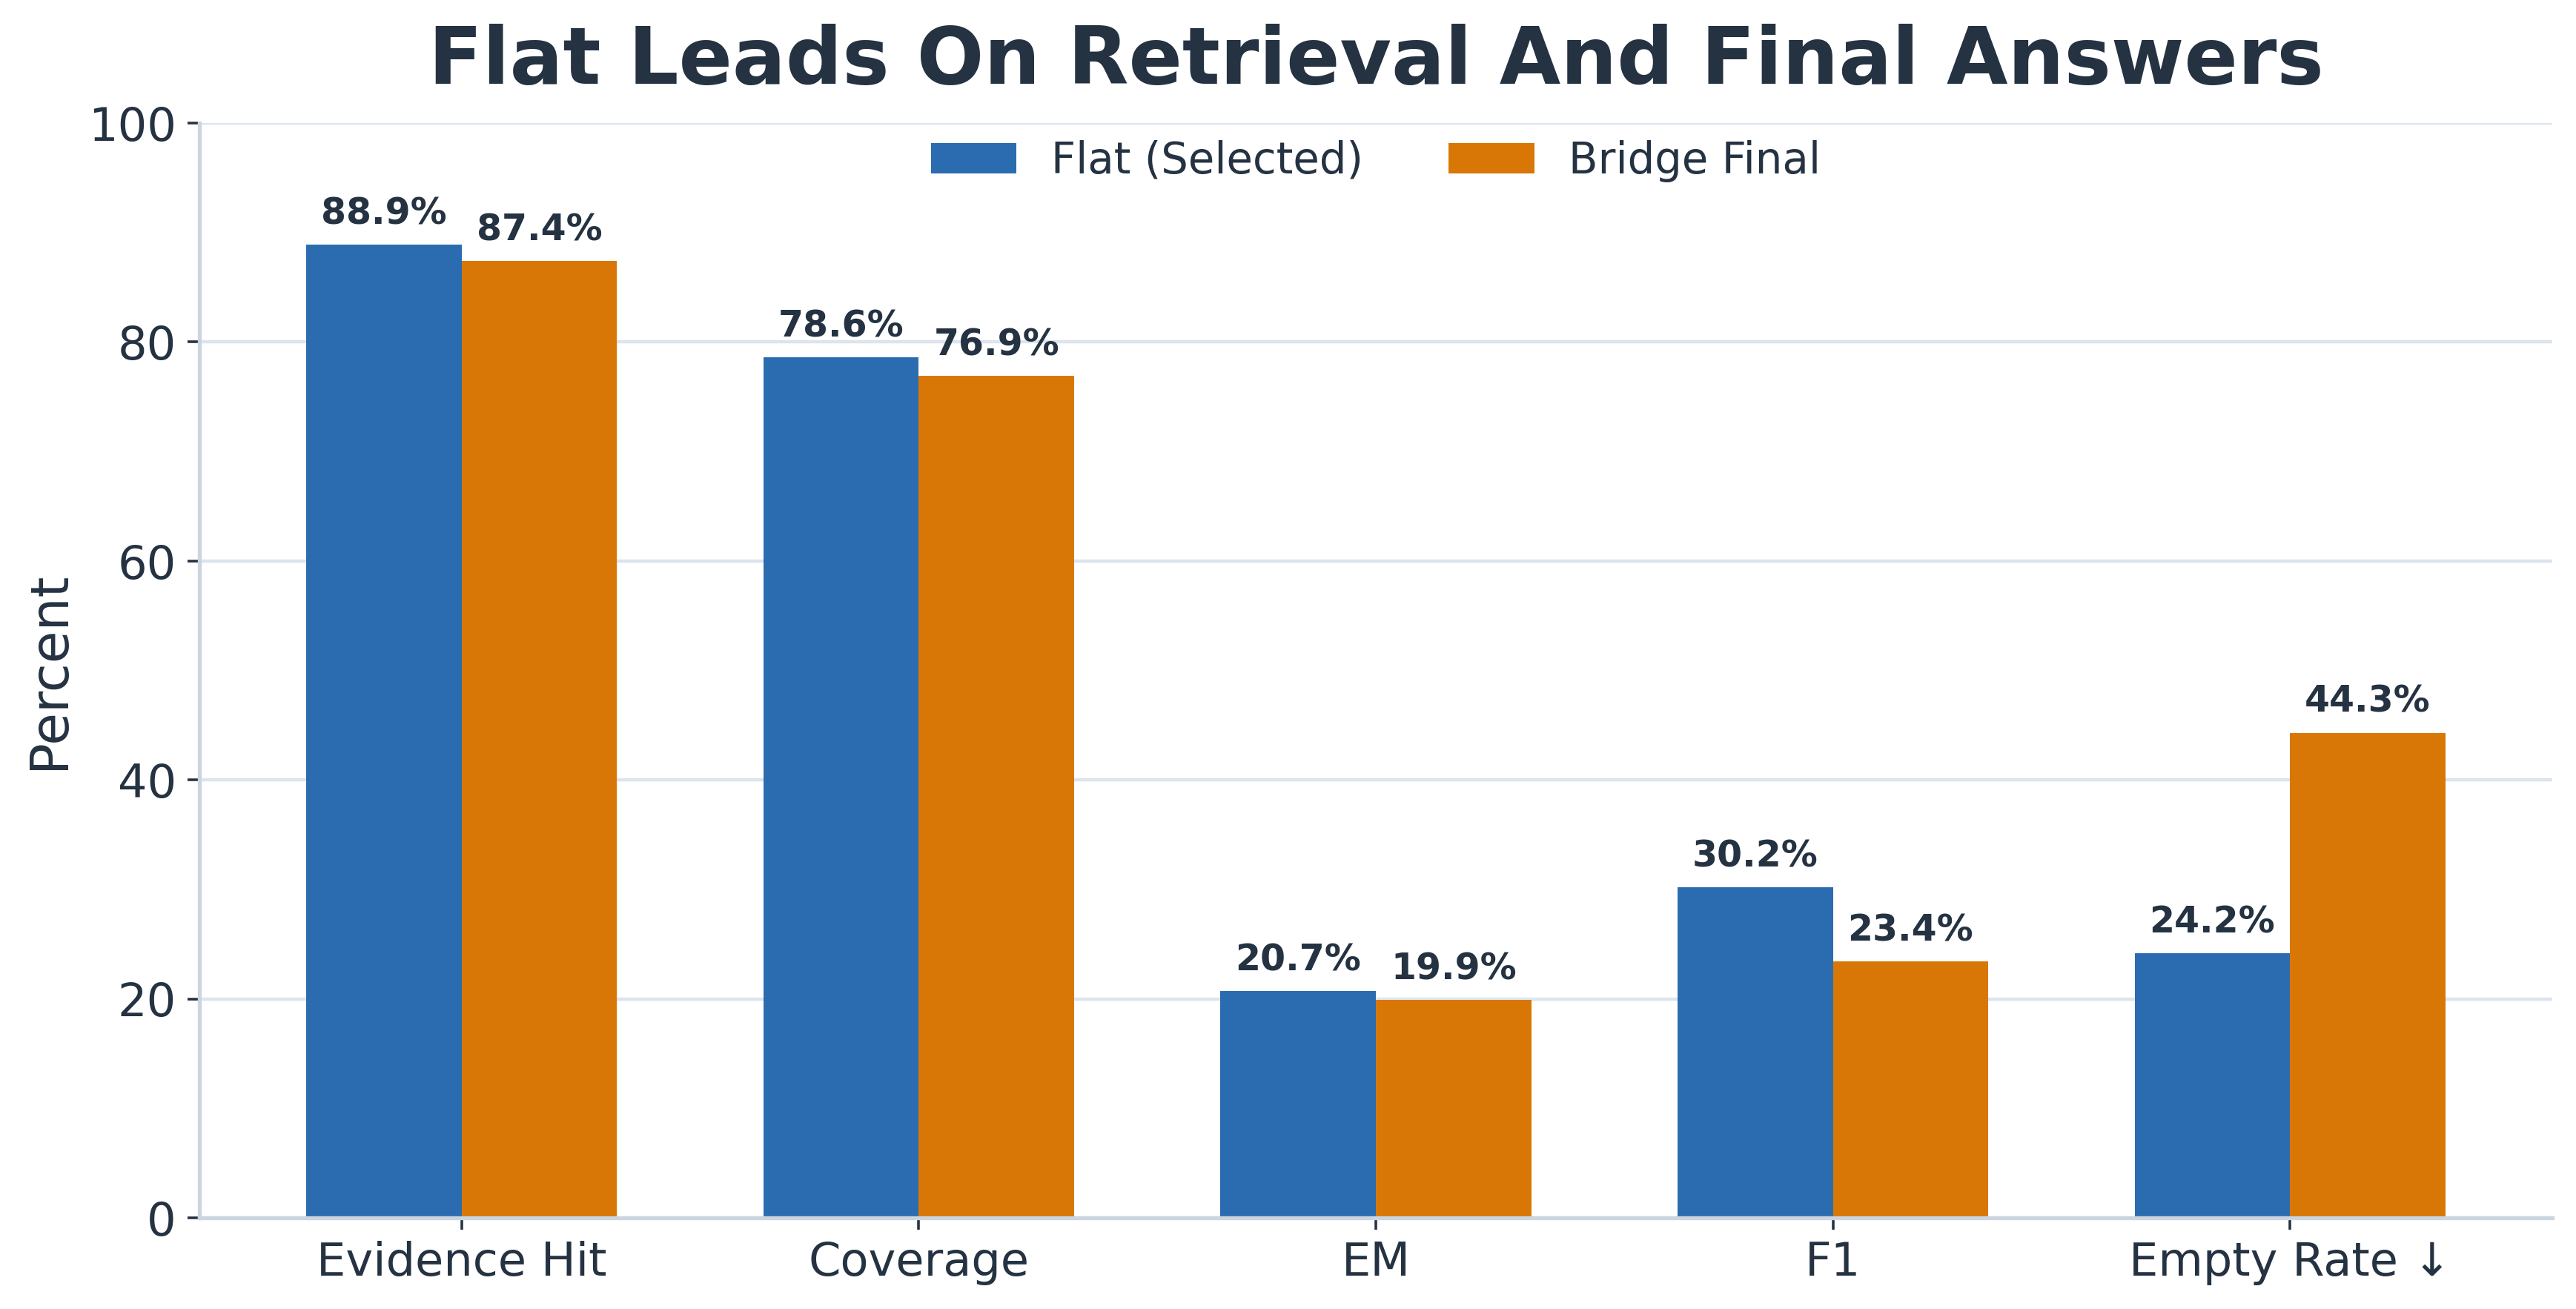 Flat Leads On Retrieval And Final Answers
Flat (Selected) Bridge Final
Percent
100
80
60
40
20
0
88.9% 87.4%
78.6% 76.9%
20.7% 19.9%
30.2% 23.4%
24.2% 44.3%
Evidence Hit Coverage EM F1 Empty Rate ↓